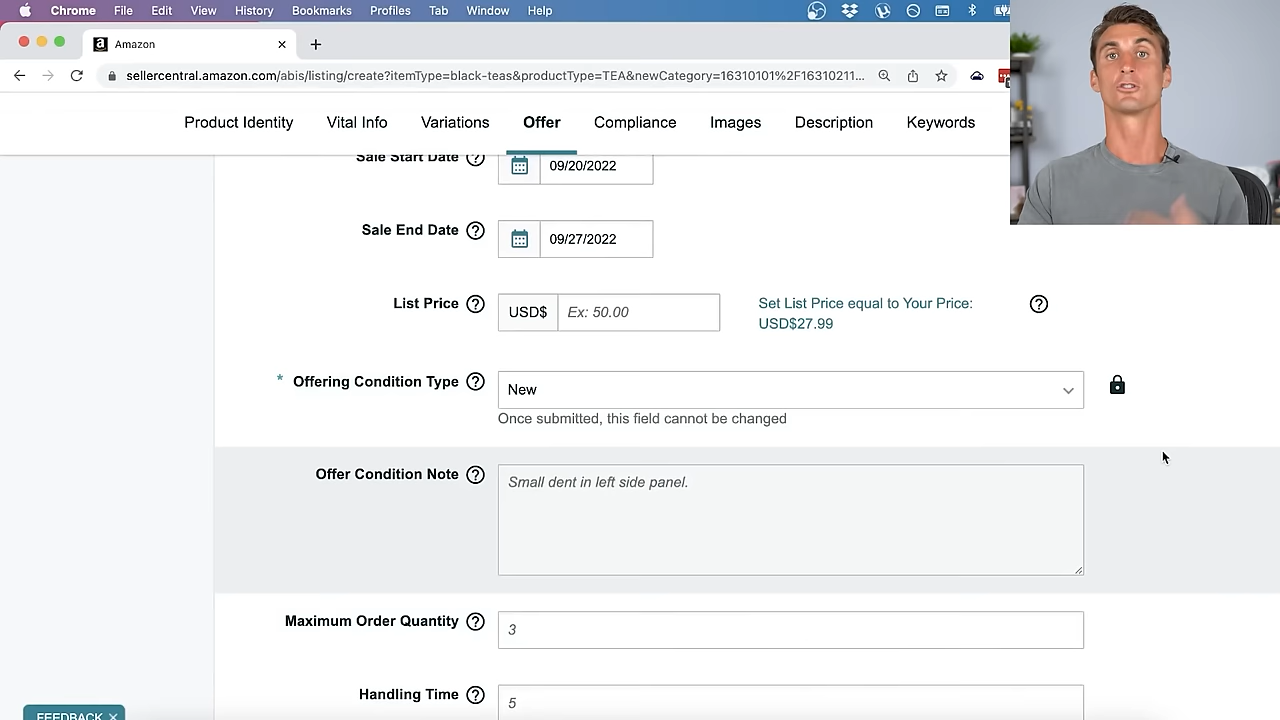 Chrome File Edit View History Bookmarks Profiles Tab Window Help
Amazon
sellercentral.amazon.com/abis/listing/create?itemType=black-teas&productType=TEA&newCategory=16310101%2F16310211...
Product Identity Vital Info Variations Offer Compliance Images Description Keywords
Sale Start Date 09/20/2022
Sale End Date 09/27/2022
List Price USD$ Ex: 50.00 Set List Price equal to Your Price:
USD$27.99
* Offering Condition Type New
Once submitted, this field cannot be changed
Offer Condition Note Small dent in left side panel.
Maximum Order Quantity 3
Handling Time 5
FEEDBACK